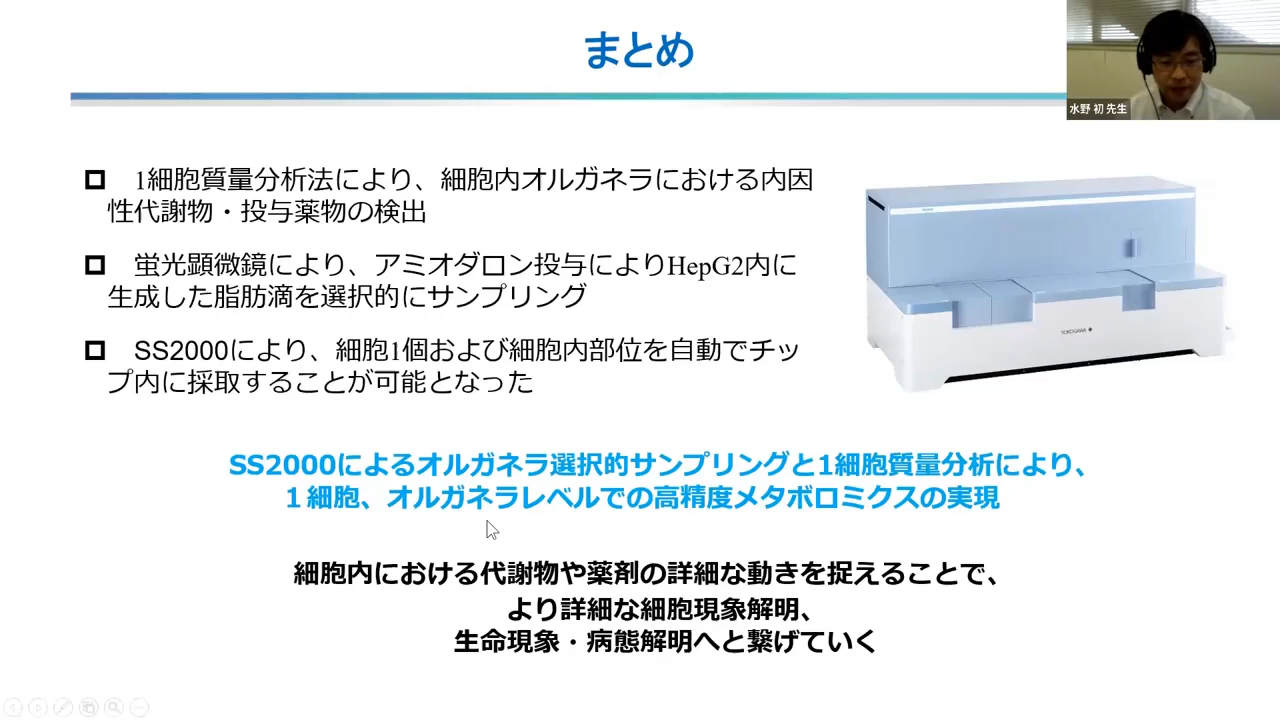 まとめ
水野 初 先生
1細胞質量分析法により、細胞内オルガネラにおける内因
性代謝物・投与薬物の検出
蛍光顕微鏡により、アミオダロン投与によりHepG2内に
生成した脂肪滴を選択的にサンプリング
SS2000により、細胞1個および細胞内部位を自動でチッ
プ内に採取することが可能となった
YOKOGAWA
SS2000によるオルガネラ選択的サンプリングと1細胞質量分析により、
１細胞、オルガネラレベルでの高精度メタボロミクスの実現
細胞内における代謝物や薬剤の詳細な動きを捉えることで、
より詳細な細胞現象解明、
生命現象・病態解明へと繋げていく